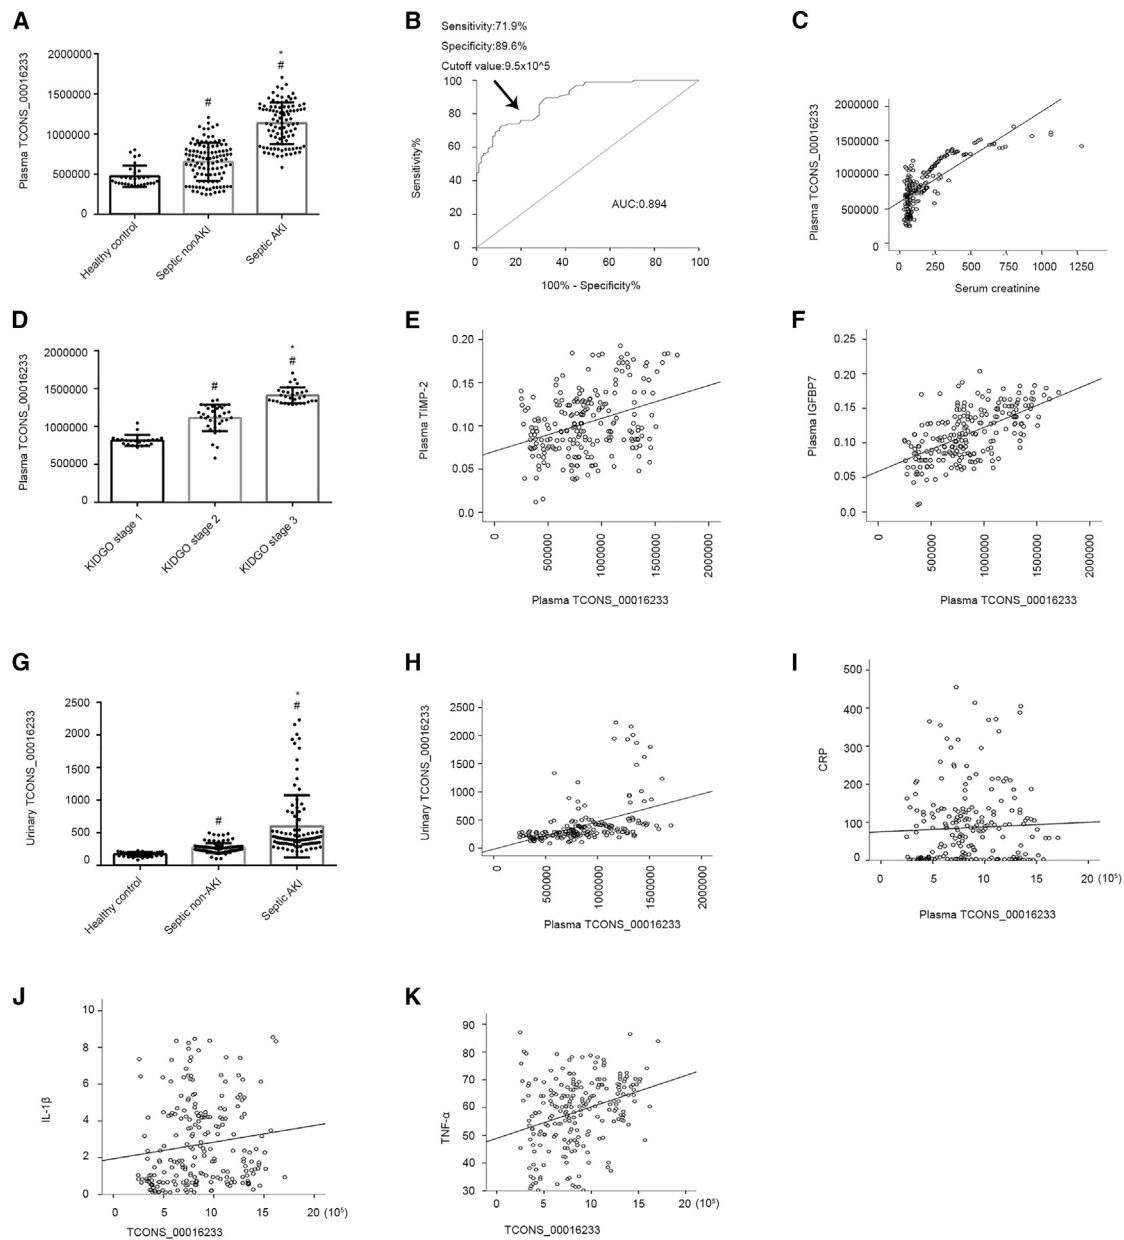 A
Plasma TCONS_00016233
2000000
1500000
1000000
500000
0
#
*
#
Healthy control
Septic nonAKI
Septic AKI
B
Sensitivity:71.9%
Specificity:89.6%
Cutoff value:9.5x10^5
Sensitivity%
100
80
60
40
20
0
AUC:0.894
0 20 40 60 80 100
100% - Specificity%
C
Plasma TCONS_00016233
2000000
1500000
1000000
500000
0
0 250 500 750 1000 1250
Serum creatinine
D
Plasma TCONS_00016233
2000000
1500000
1000000
500000
0
#
*
#
KIDGO stage 1
KIDGO stage 2
KIDGO stage 3
E
Plasma TIMP-2
0.20
0.15
0.10
0.05
0.0
0 500000 1000000 1500000 2000000
Plasma TCONS_00016233
F
Plasma IGFBP7
0.25
0.20
0.15
0.10
0.05
0.0
0 500000 1000000 1500000 2000000
Plasma TCONS_00016233
G
Urinary TCONS_00016233
2500
2000
1500
1000
500
0
#
*
#
Healthy control
Septic non-AKI
Septic AKI
H
Urinary TCONS_00016233
2500
2000
1500
1000
500
0
500000 1000000 1500000 2000000
Plasma TCONS_00016233
I
CRP
500
400
300
200
100
0
0 5 10 15 20 (10⁵)
Plasma TCONS_00016233
J
IL-1β
10
8
6
4
2
0
0 5 10 15 20 (10⁵)
TCONS_00016233
K
TNF-α
90
80
70
60
50
40
30
0 5 10 15 20 (10⁵)
TCONS_00016233